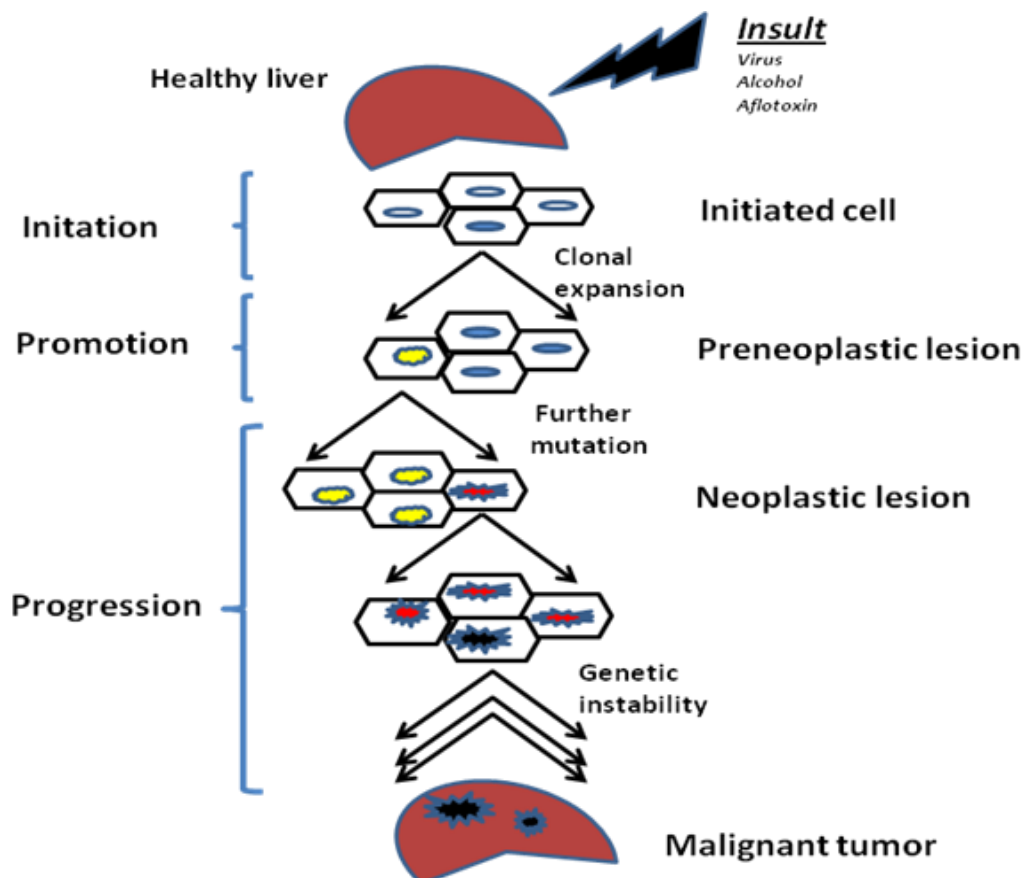 Insult
Virus
Alcohol
Aflotoxin
Healthy liver
Initation
Initiated cell
Clonal
expansion
Promotion
Preneoplastic lesion
Further
mutation
Neoplastic lesion
Progression
Genetic
instability
Malignant tumor